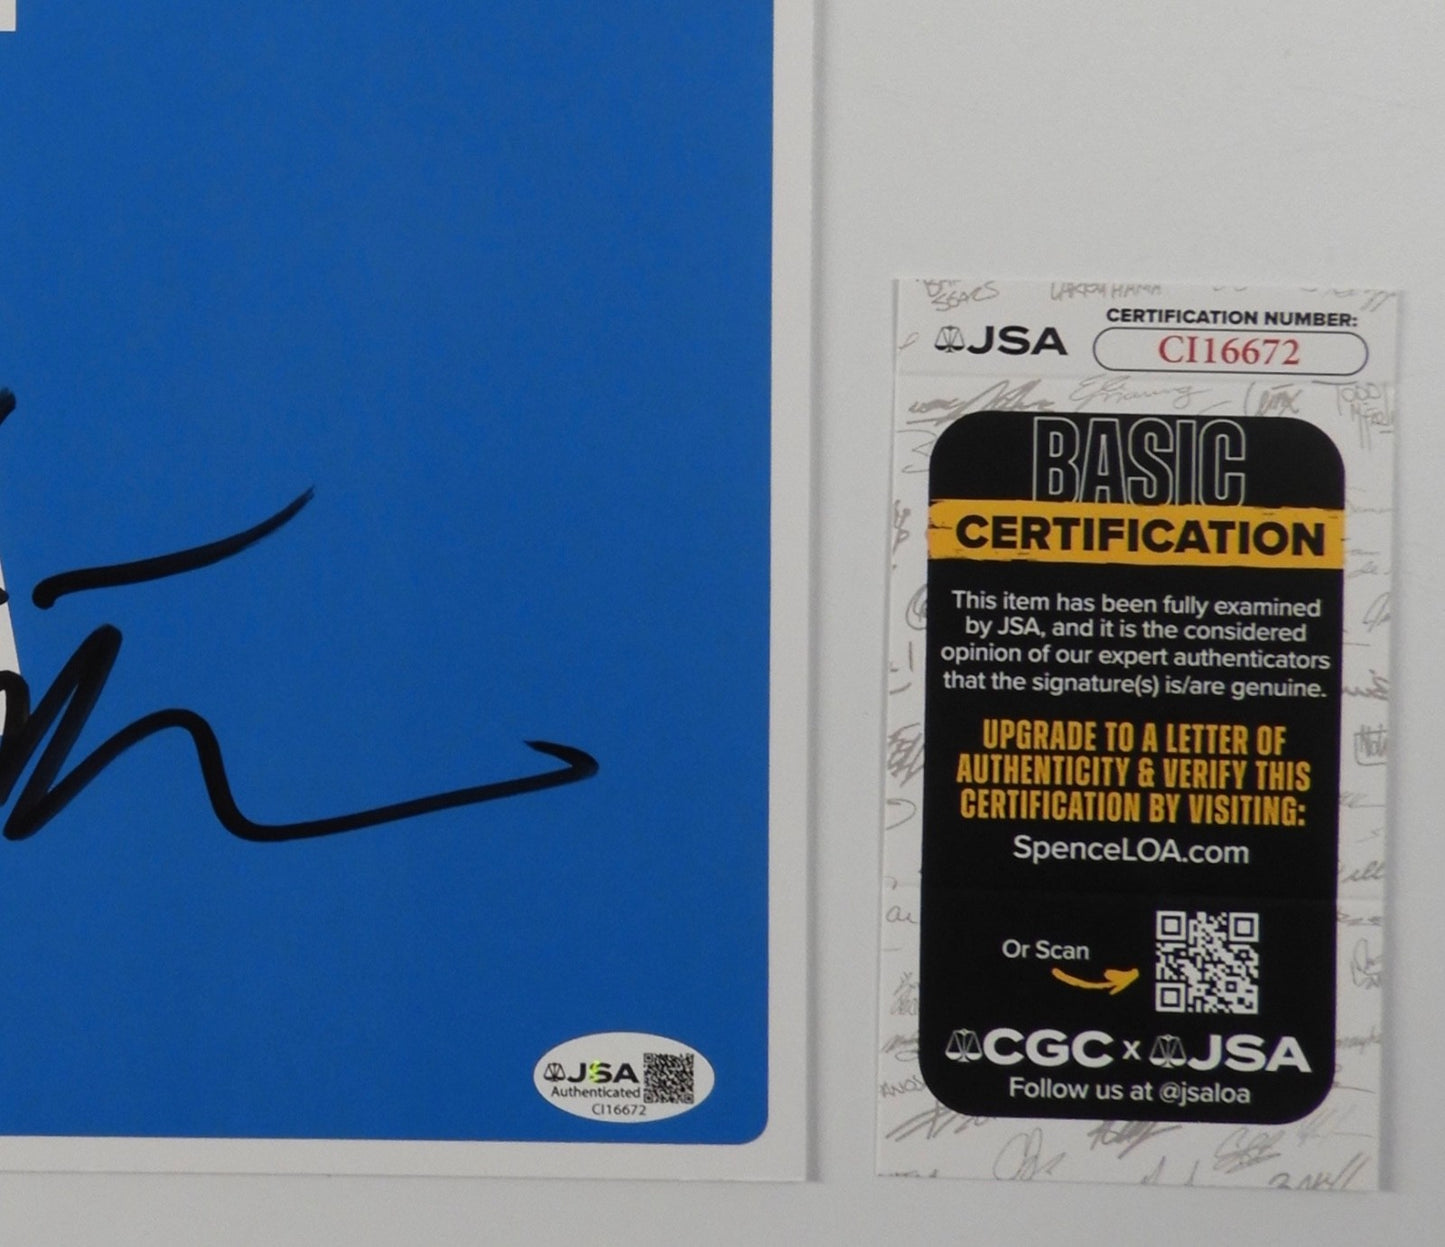 JSA
CERTIFICATION NUMBER:
CI16672
BASIC
CERTIFICATION
This item has been fully examined
by JSA, and it is the considered
opinion of our expert authenticators
that the signature(s) is/are genuine.
UPGRADE TO A LETTER OF
AUTHENTICITY & VERIFY THIS
CERTIFICATION BY VISITING:
SpenceLOA.com
Or Scan
CGC x JSA
Follow us at @jsaloa
JSA
Authenticated
CI16672